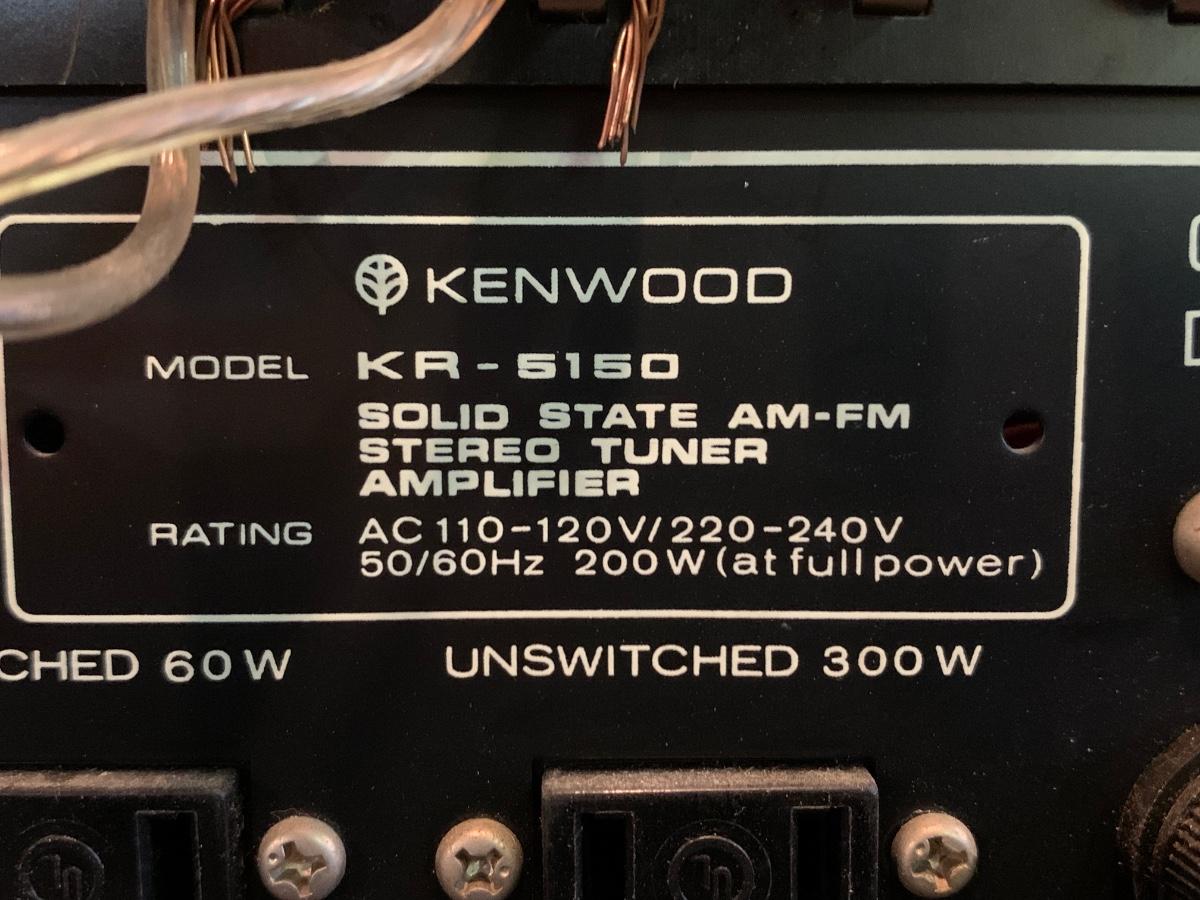 KENWOOD
MODEL KR-5150
SOLID STATE AM-FM
STEREO TUNER
AMPLIFIER
RATING AC 110-120V/220-240V
50/60Hz 200W (at full power)
60W UNSWITCHED 300W